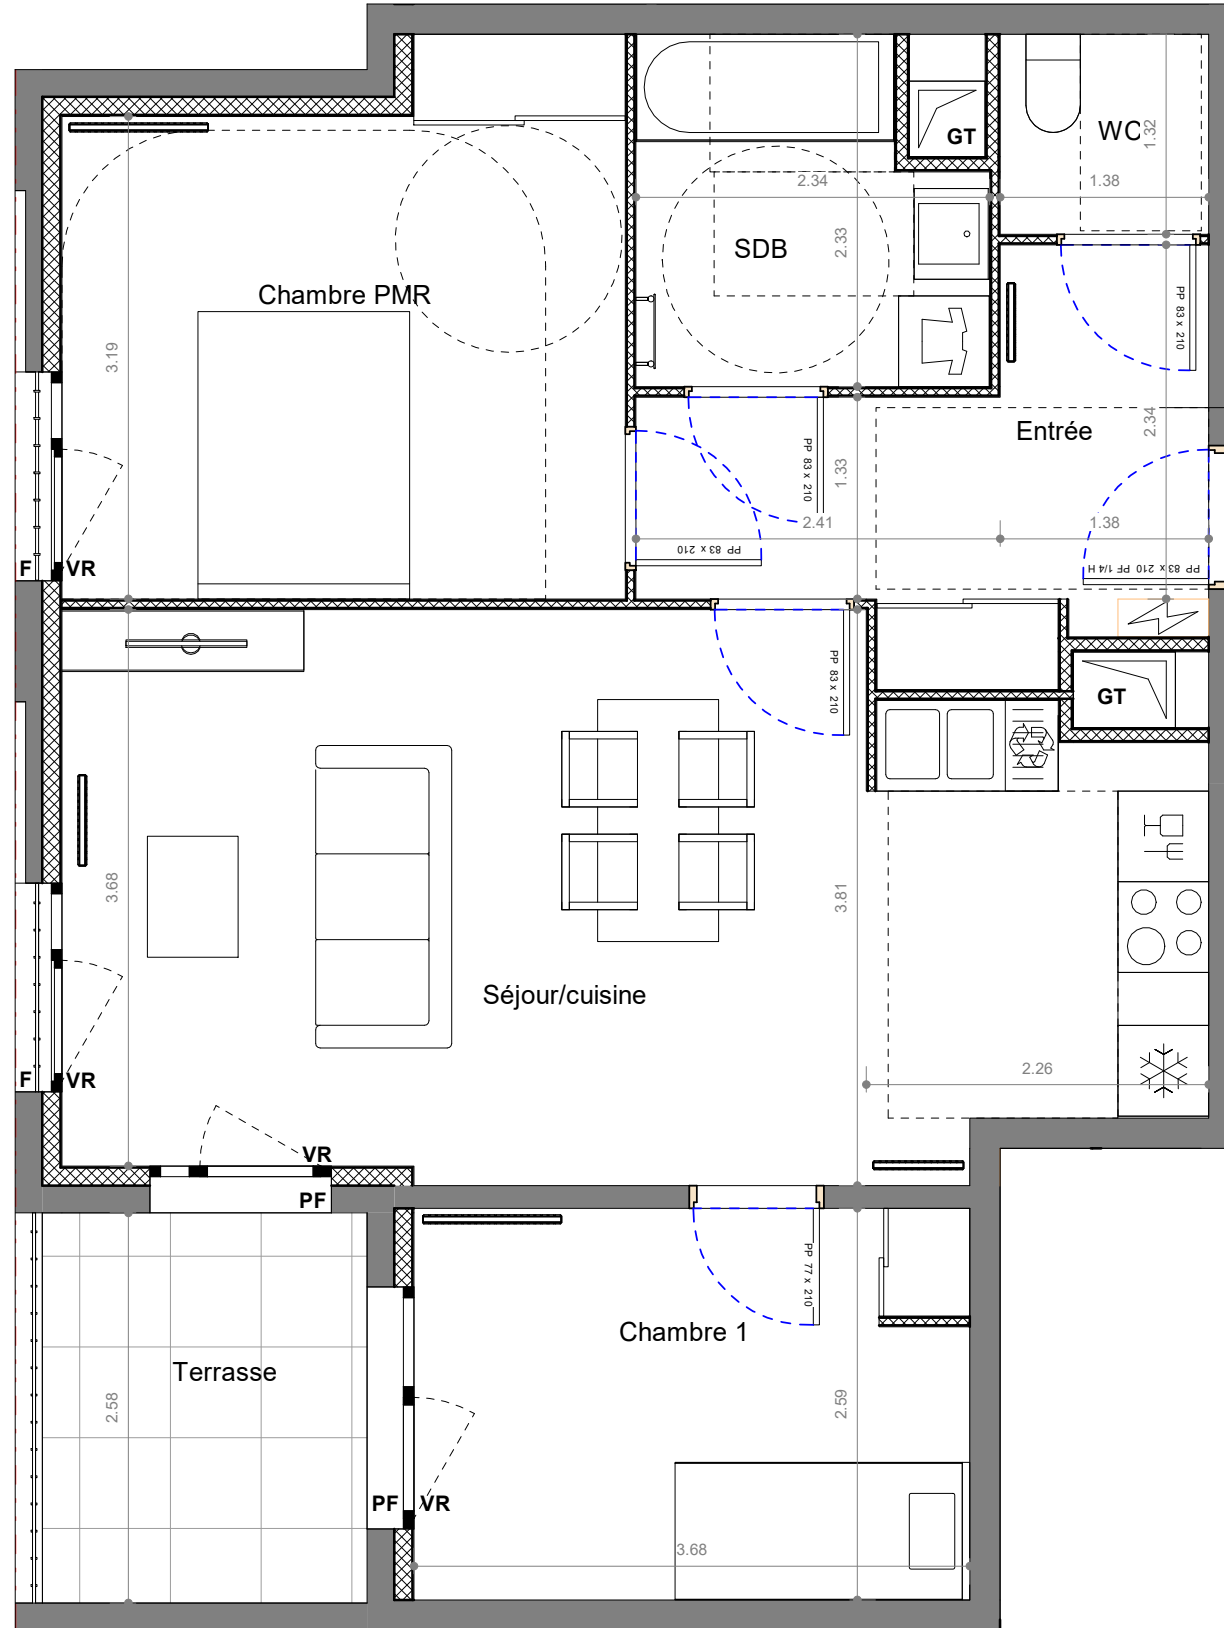 GT
WC
1.32
2.34
1.38
SDB
2.33
Chambre PMR
PP 83 x 210
3.19
Entrée
2.34
PP 83 x 210
1.33
2.41
1.38
PP 83 x 210
PP 83 x 210 PF 1/4 H
F
VR
PP 83 x 210
GT
3.68
3.81
Séjour/cuisine
2.26
F
VR
VR
PF
PP 77 x 210
Chambre 1
Terrasse
2.58
2.59
PF
VR
3.68